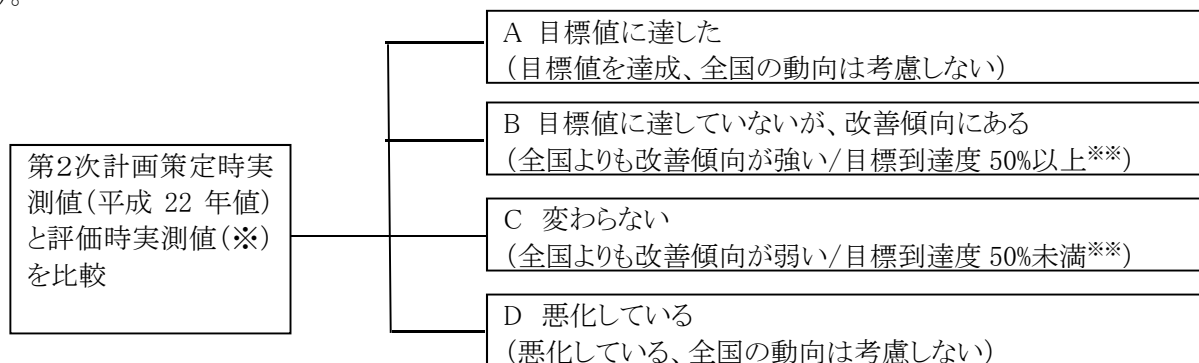 る。
第2次計画策定時実
測値(平成 22 年値)
と評価時実測値(※)
を比較
A 目標値に達した
(目標値を達成、全国の動向は考慮しない)
B 目標値に達していないが、改善傾向にある
(全国よりも改善傾向が強い/目標到達度 50%以上※※)
C 変わらない
(全国よりも改善傾向が弱い/目標到達度 50%未満※※)
D 悪化している
(悪化している、全国の動向は考慮しない)